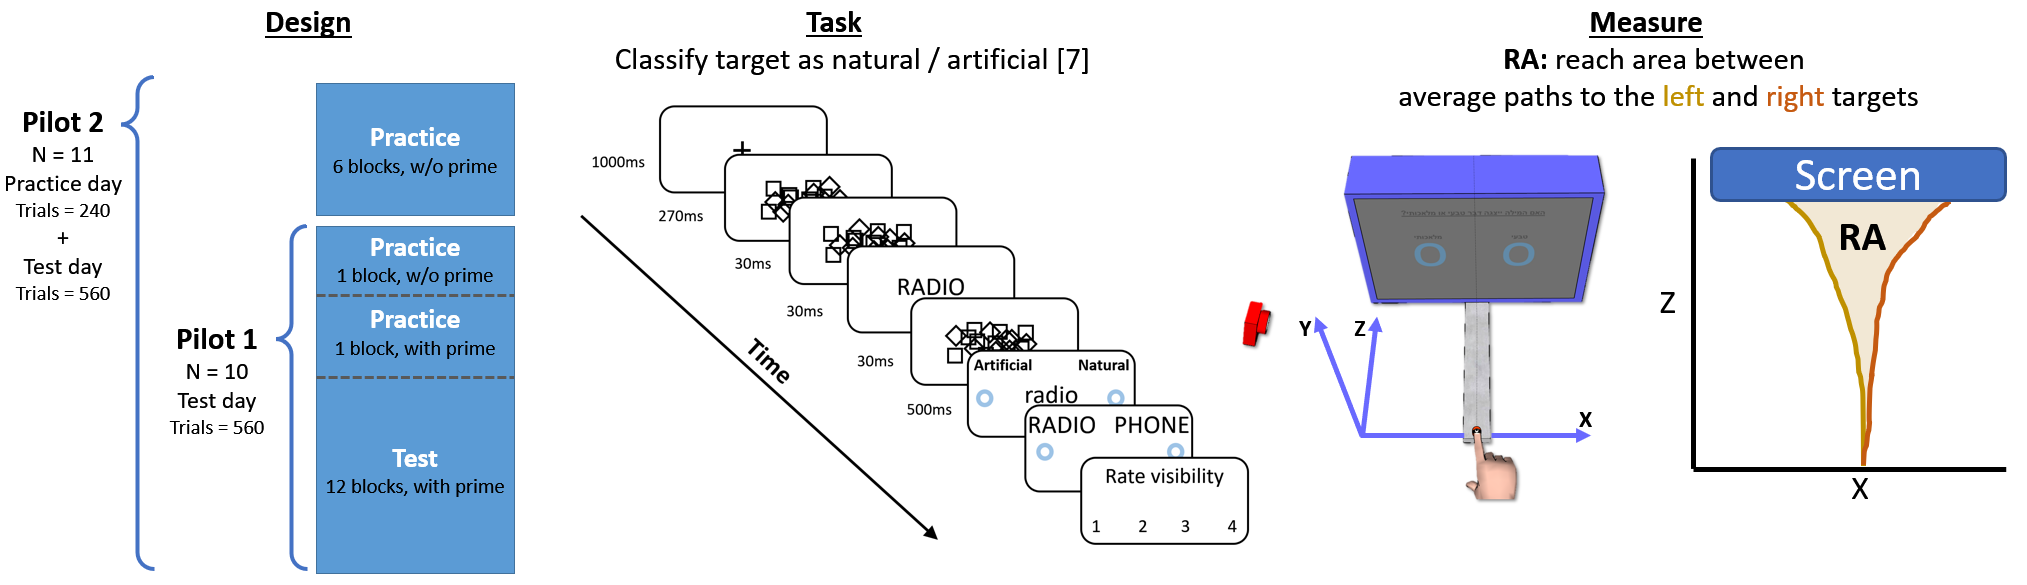 Design
Pilot 2
N = 11
Practice day
Trials = 240
+
Test day
Trials = 560
Pilot 1
N = 10
Test day
Trials = 560
Practice
6 blocks, w/o prime
Practice
1 block, w/o prime
Practice
1 block, with prime
Test
12 blocks, with prime
Task
Classify target as natural / artificial [7]
1000ms
270ms
30ms
30ms
30ms
500ms
RADIO
Artificial Natural
radio
RADIO PHONE
Rate visibility
1 2 3 4
Time
Measure
RA: reach area between
average paths to the left and right targets
Y Z X
Screen
RA
Z
X